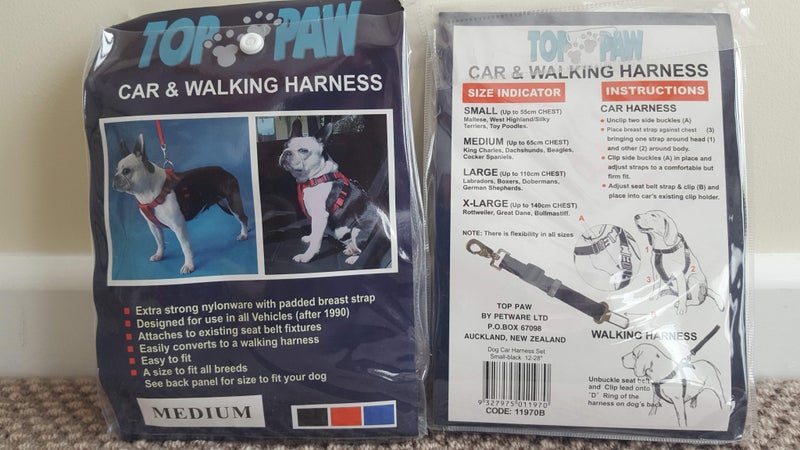 TOP PAW
CAR & WALKING HARNESS
Extra strong nylonware with padded breast strap
Designed for use in all Vehicles (after 1990)
Attaches to existing seat belt fixtures
Easily converts to a walking harness
Easy to fit
A size to fit all breeds
See back panel for size to fit your dog
MEDIUM
TOP PAW
CAR & WALKING HARNESS
SIZE INDICATOR
SMALL (Up to 55cm CHEST)
Maltese, West Highland/Silky
Terriers, Toy Poodles.
MEDIUM (Up to 65cm CHEST)
King Charles, Dachshunds, Beagles,
Cocker Spaniels.
LARGE (Up to 110cm CHEST)
Labradors, Boxers, Dobermans,
German Shepherds.
X-LARGE (Up to 140cm CHEST)
Rottweiler, Great Dane, Bullmastiff.
NOTE: There is flexibility in all sizes
INSTRUCTIONS
CAR HARNESS
Unclip two side buckles (A)
Place breast strap against chest (3)
bringing one strap around head (1)
and other (2) around body.
Clip side buckles (A) in place and
adjust straps to a comfortable but
firm fit.
Adjust seat belt strap & clip (B) and
place into car's existing clip holder.
A
1
2
3
TOP PAW
BY PETWARE LTD
P.O.BOX 67098
AUCKLAND, NEW ZEALAND
Dog Car Harness Set
Small-black 12-28"
9 327975 011970
CODE: 11970B
WALKING HARNESS
Unbuckle seat belt
and Clip lead onto
"D" Ring of the
harness on dog's back